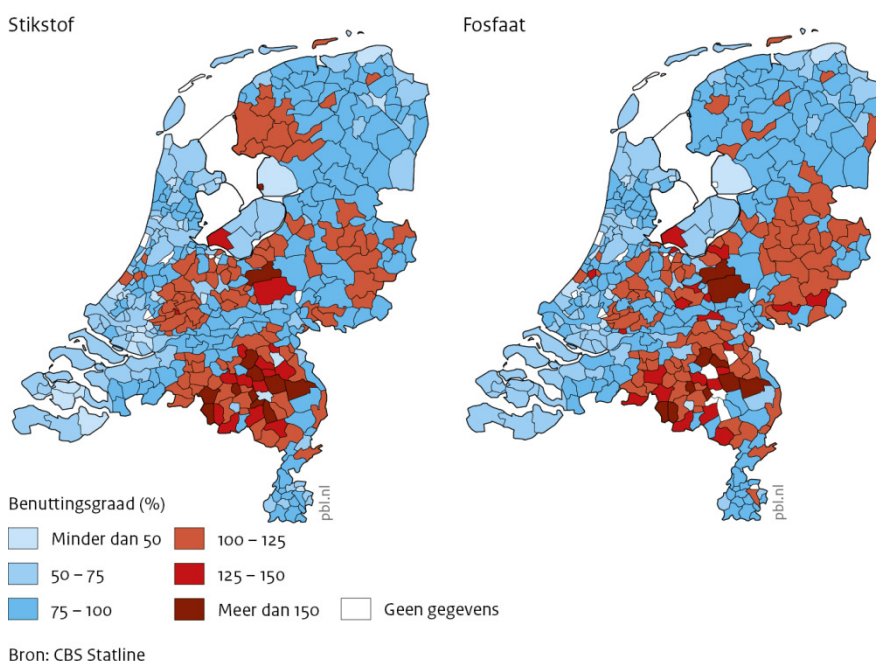 Stikstof
Fosfaat
pbl.nl
pbl.nl
Benuttingsgraad (%)
Minder dan 50
50 – 75
75 – 100
100 – 125
125 – 150
Meer dan 150
Geen gegevens
Bron: CBS Statline